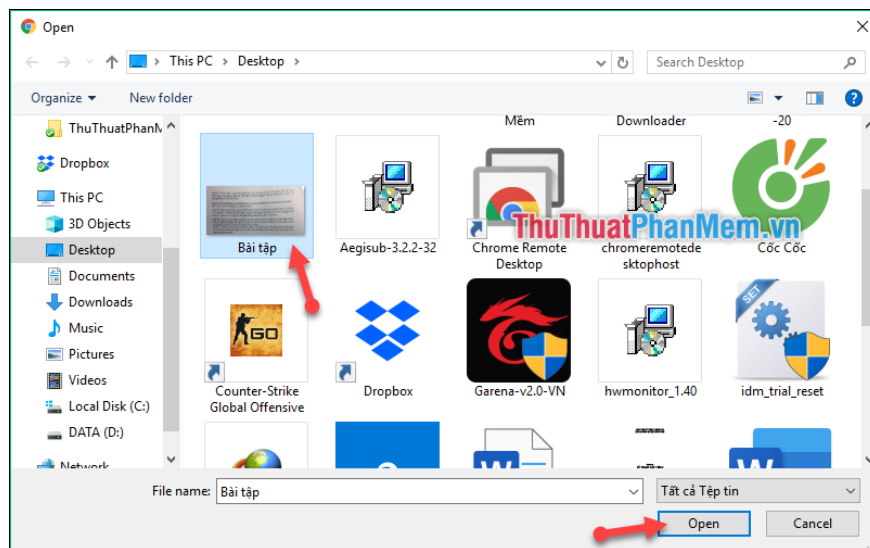 Open
This PC > Desktop >
Search Desktop
Organize
New folder
ThuThuatPhanM
Dropbox
This PC
3D Objects
Desktop
Documents
Downloads
Music
Pictures
Videos
Local Disk (C:)
DATA (D:)
Network
Mềm
Downloader
-20
Bài tập
Aegisub-3.2.2-32
Chrome Remote
Desktop
chromeremotede
sktophost
Cốc Cốc
ThuThuatPhanMem.vn
GO
SET
Counter-Strike
Global Offensive
Dropbox
Garena-v2.0-VN
hwmonitor_1.40
idm_trial_reset
W
W
File name:
Bài tập
Tất cả Tệp tin
Open
Cancel